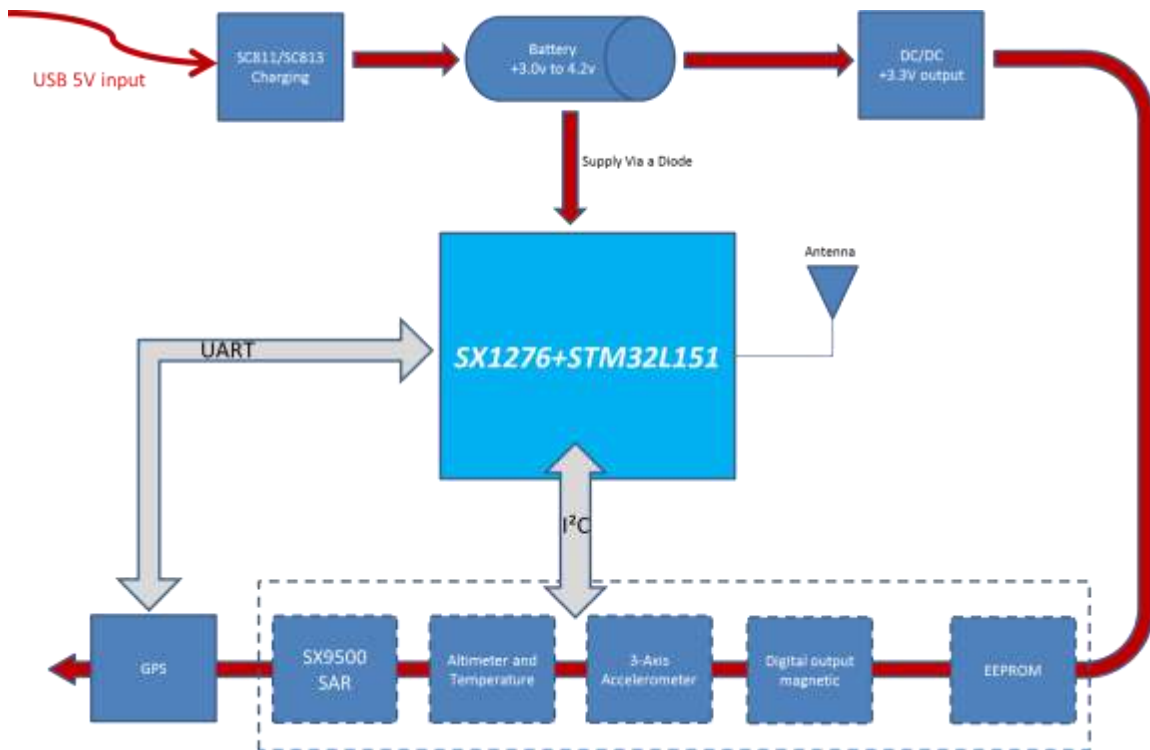 USB 5V input
SC811/SC813
Charging
Battery
+3.0v to 4.2v
DC/DC
+3.3V output
Supply Via a Diode
Antenna
SX1276+STM32L151
UART
I²C
GPS
SX9500
SAR
Altimeter and
Temperature
3-Axis
Accelerometer
Digital output
magnetic
EEPROM